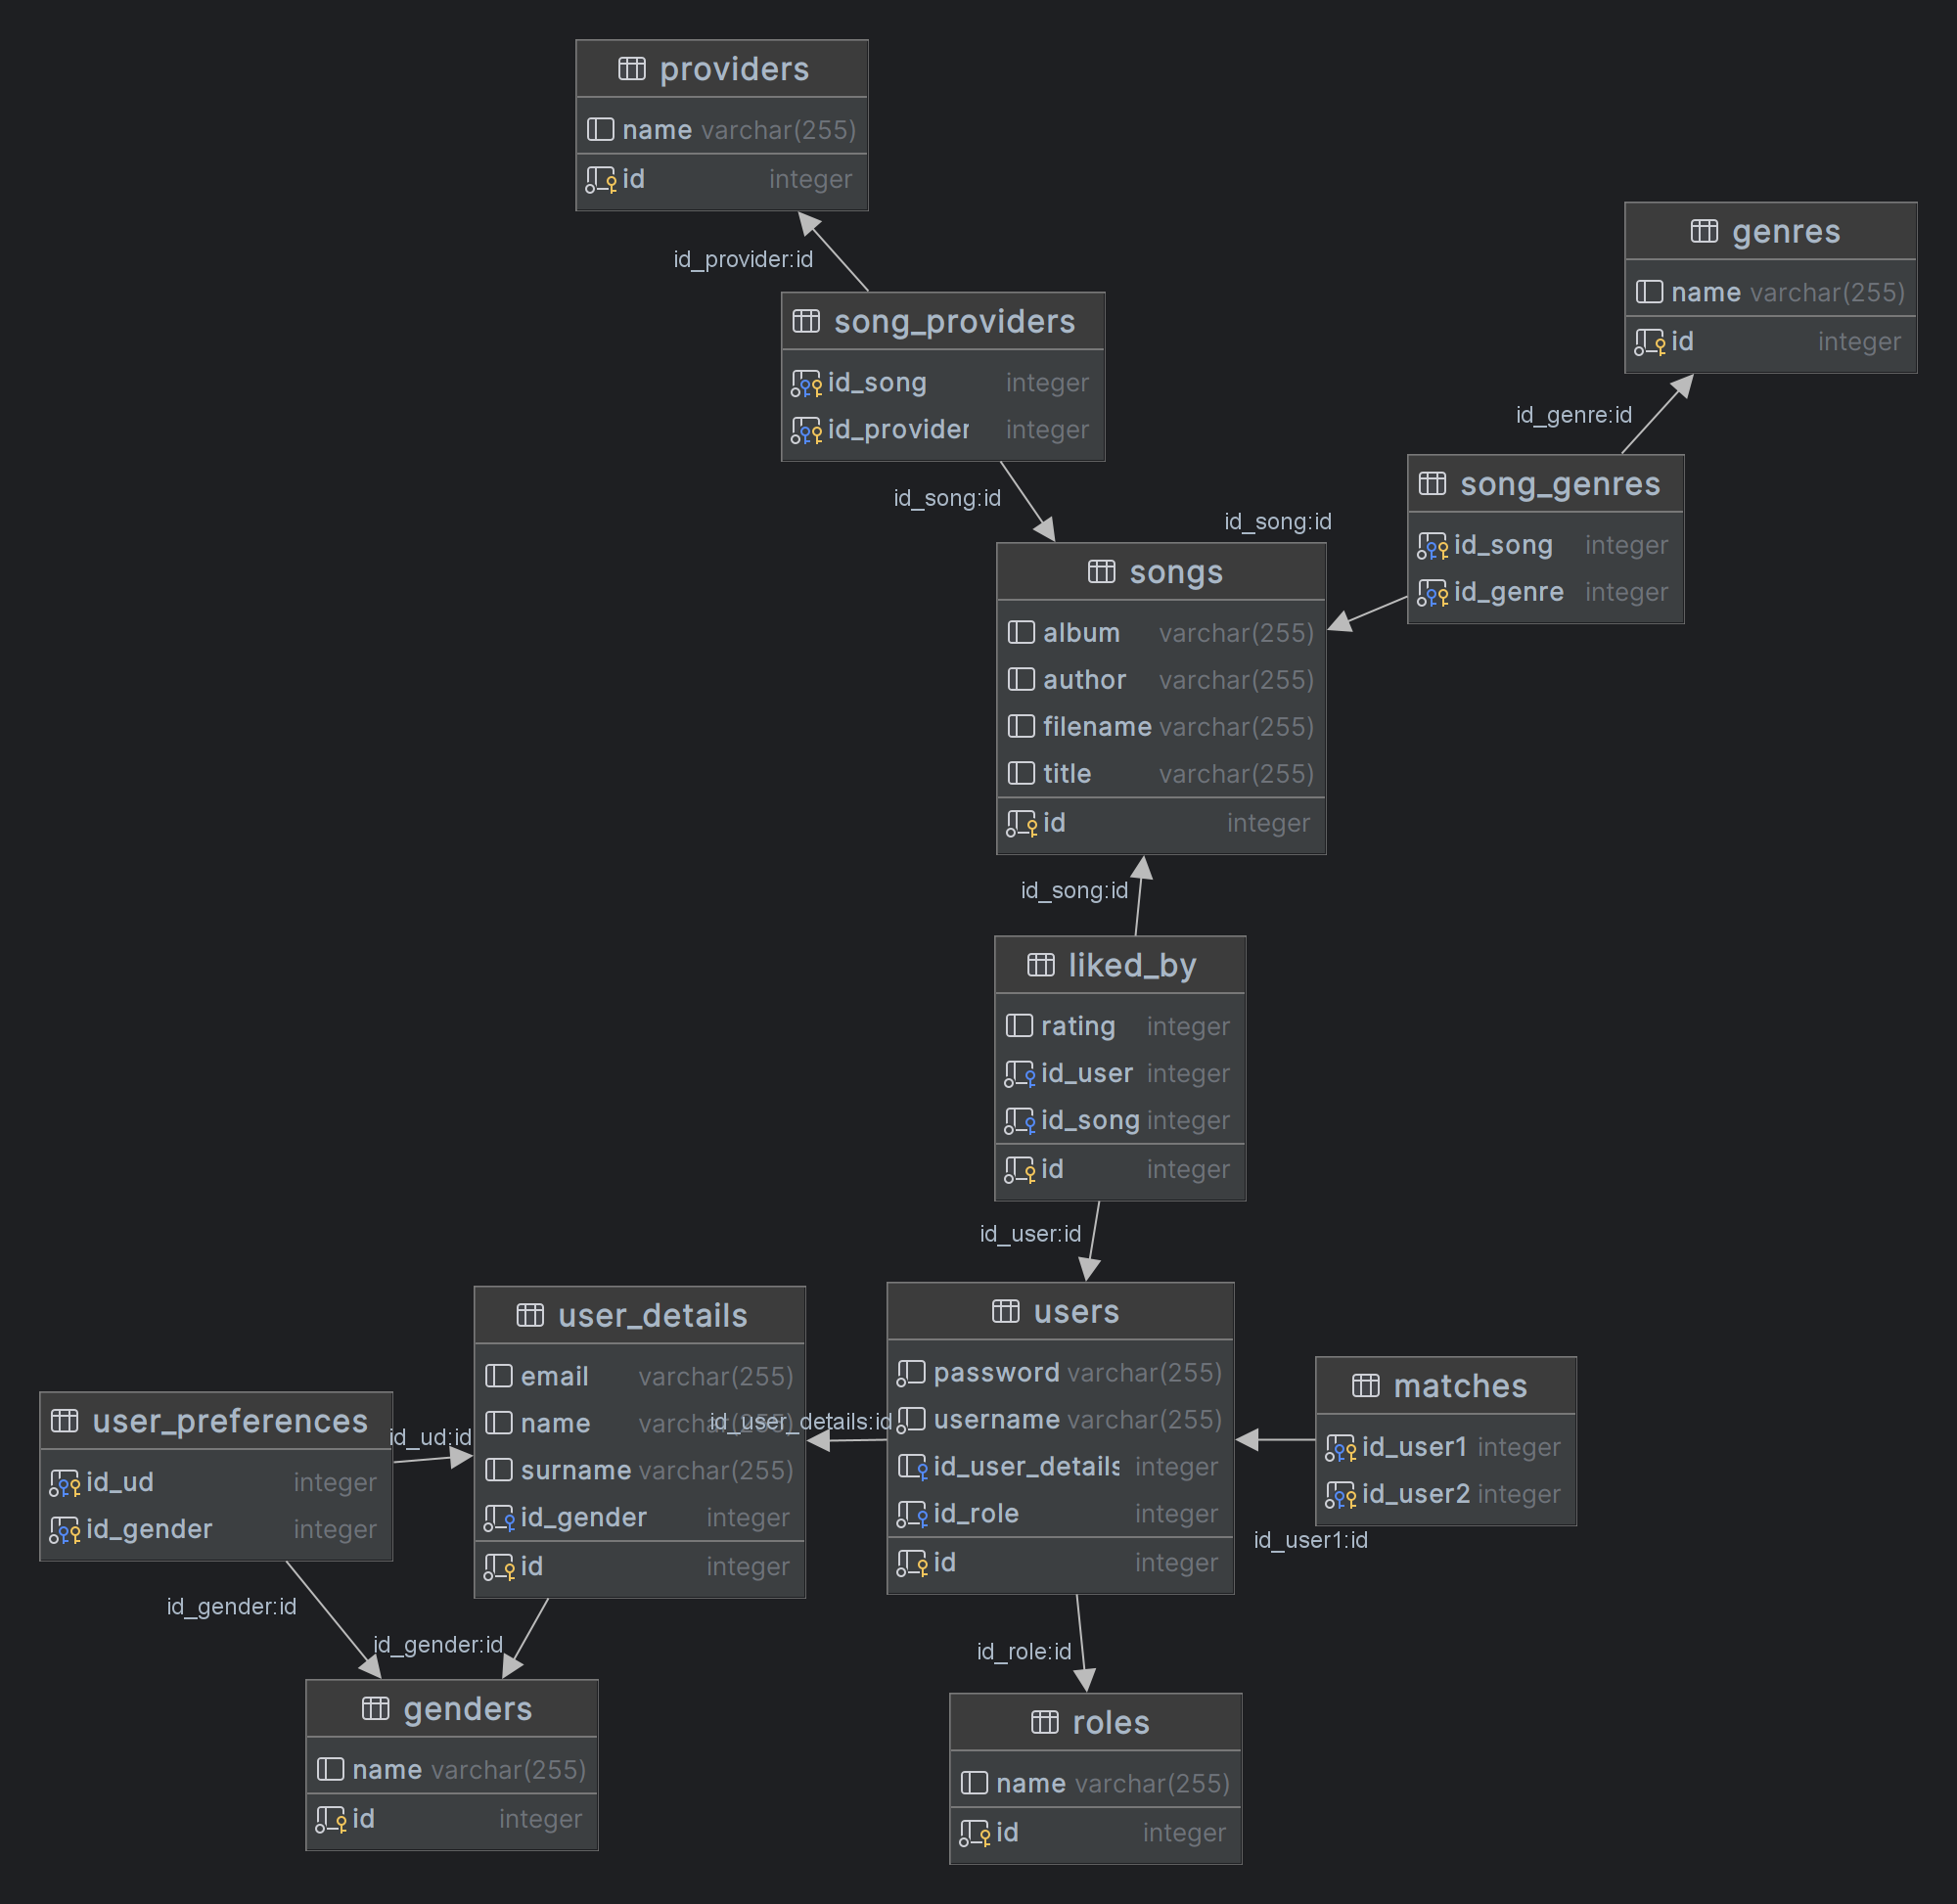 providers
name varchar(255)
id integer
id_provider:id
genres
name varchar(255)
id integer
song_providers
id_song integer
id_provider integer
id_genre:id
id_song:id
song_genres
id_song integer
id_genre integer
id_song:id
songs
album varchar(255)
author varchar(255)
filename varchar(255)
title varchar(255)
id integer
id_song:id
liked_by
rating integer
id_user integer
id_song integer
id integer
id_user:id
user_details
email varchar(255)
name varchar(255)
surname varchar(255)
id_gender integer
id integer
id_user_details:id
users
password varchar(255)
username varchar(255)
id_user_details integer
id_role integer
id integer
matches
id_user1 integer
id_user2 integer
id_user1:id
user_preferences
id_ud integer
id_gender integer
id_ud:id
id_gender:id
id_gender:id
id_role:id
genders
name varchar(255)
id integer
roles
name varchar(255)
id integer